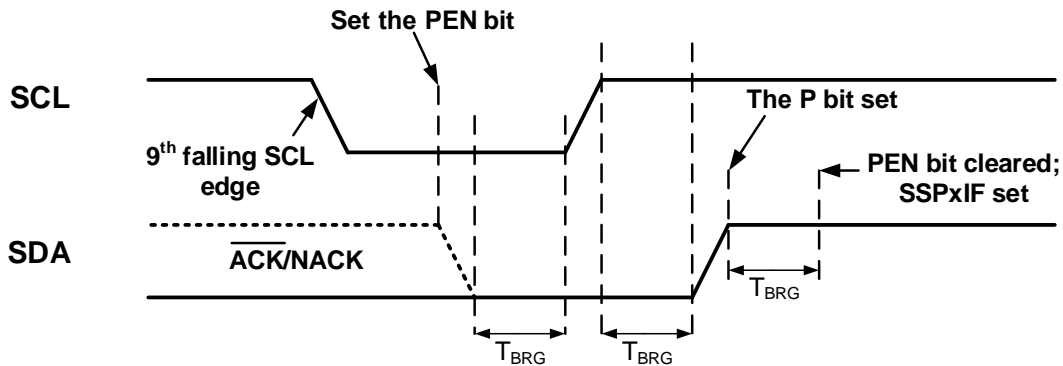 Set the PEN bit
SCL
The P bit set
9th falling SCL
edge
PEN bit cleared;
SSPxIF set
SDA
ACK/NACK
TBRG
TBRG
TBRG